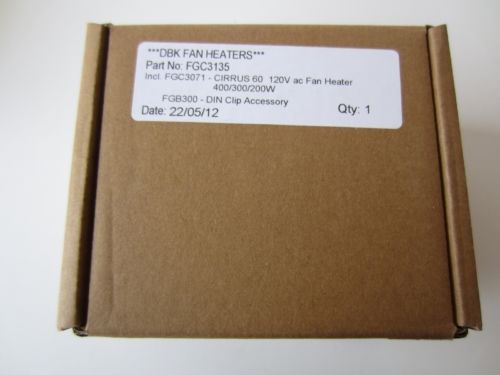 ***DBK FAN HEATERS***
Part No: FGC3135
Incl. FGC3071 - CIRRUS 60 120V ac Fan Heater
400/300/200W
FGB300 - DIN Clip Accessory
Date: 22/05/12 Qty: 1